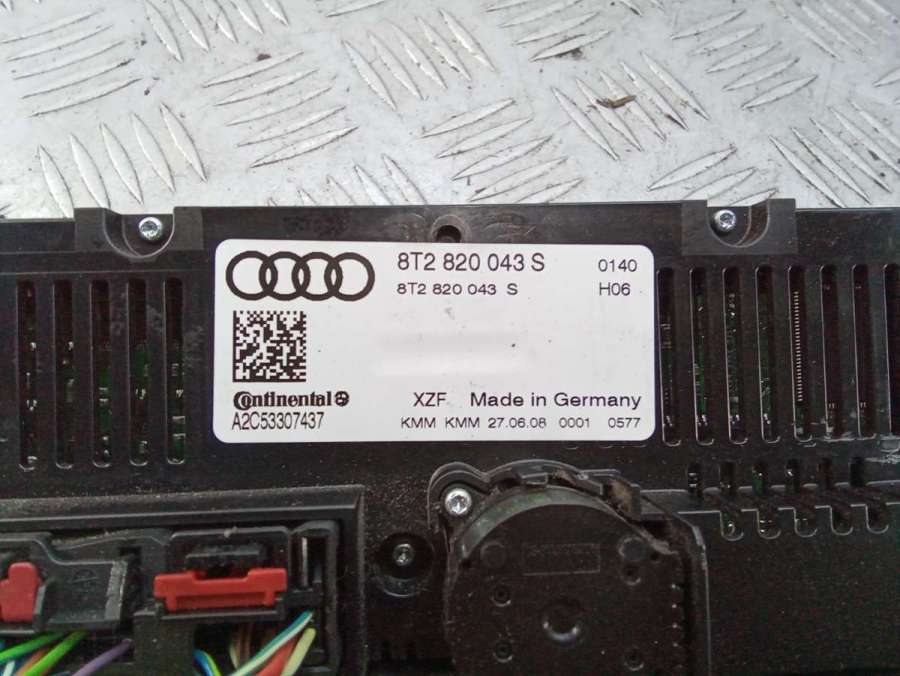 8T2 820 043 S 0140
8T2 820 043 S H06
Continental
A2C53307437
XZF Made in Germany
KMM KMM 27.06.08 0001 0577